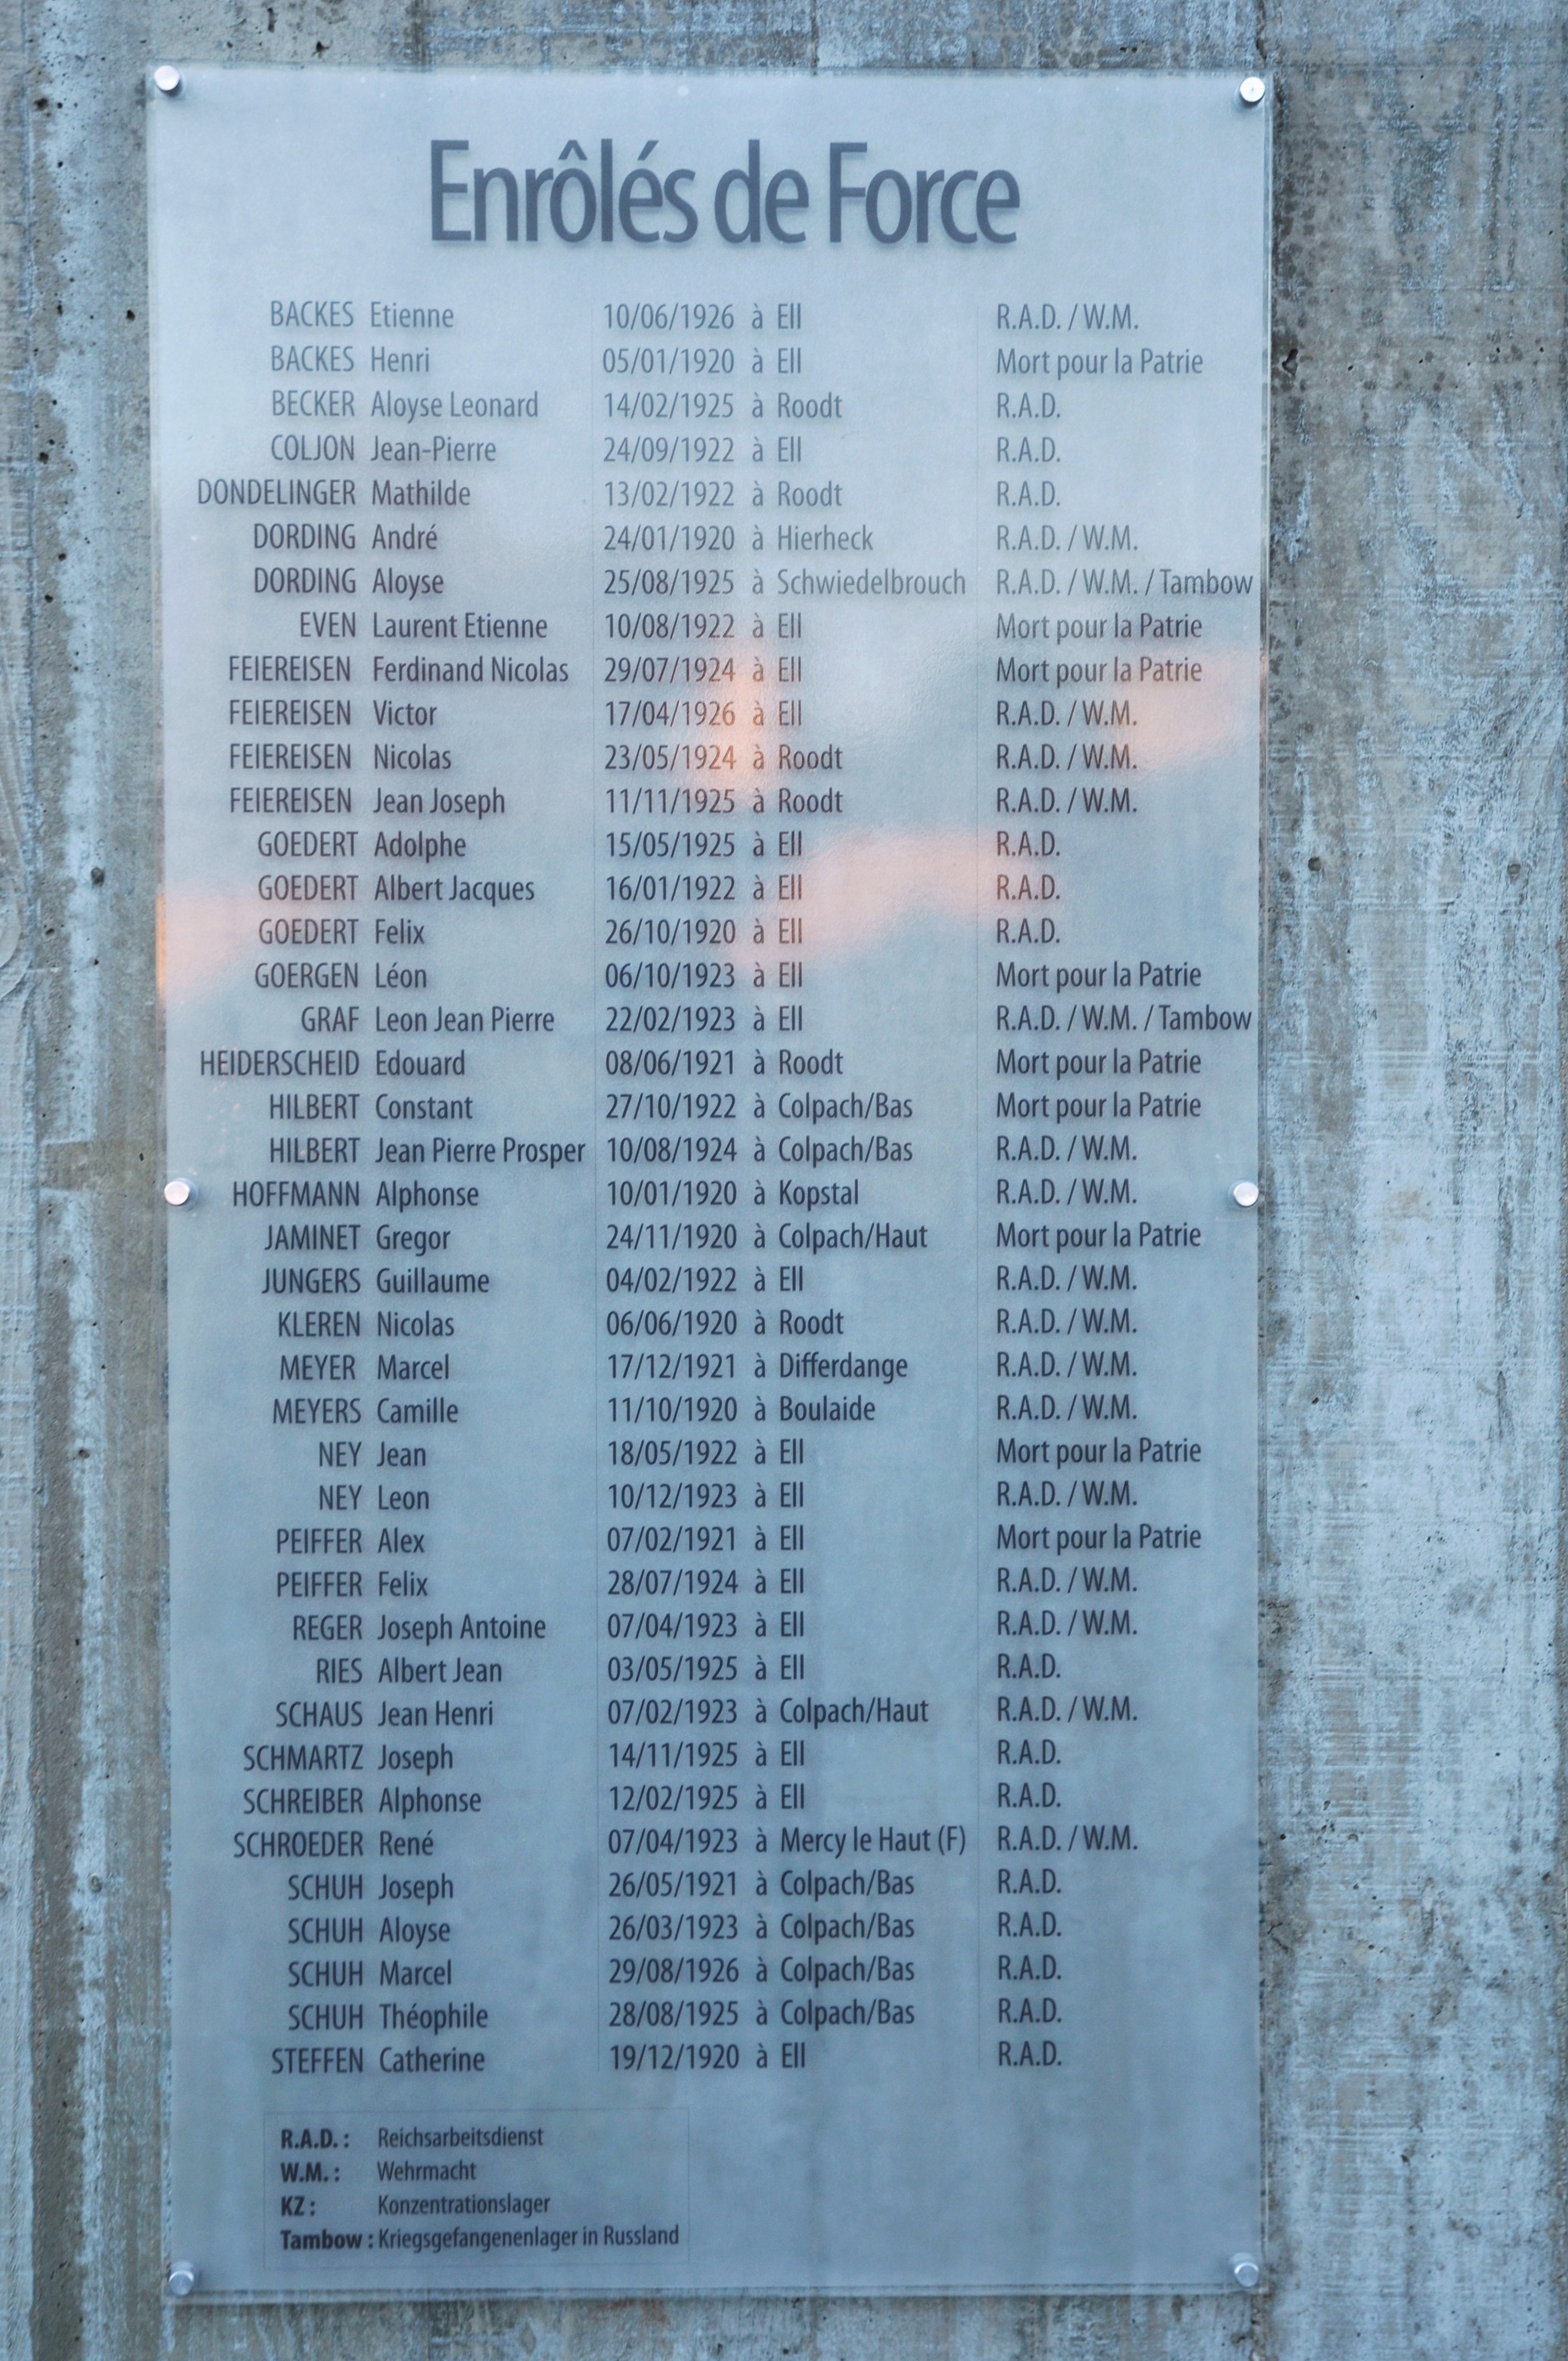 Enrôlés de Force
BACKES Etienne 10/06/1926 à Ell R.A.D. / W.M.
BACKES Henri 05/01/1920 à Ell Mort pour la Patrie
BECKER Aloyse Leonard 14/02/1925 à Roodt R.A.D.
COLJON Jean-Pierre 24/09/1922 à Ell R.A.D.
DONDELINGER Mathilde 13/02/1922 à Roodt R.A.D.
DORDING André 24/01/1920 à Hierheck R.A.D. / W.M.
DORDING Aloyse 25/08/1925 à Schwiedelbrouch R.A.D. / W.M. / Tambow
EVEN Laurent Etienne 10/08/1922 à Ell Mort pour la Patrie
FEIEREISEN Ferdinand Nicolas 29/07/1924 à Ell Mort pour la Patrie
FEIEREISEN Victor 17/04/1926 à Ell R.A.D. / W.M.
FEIEREISEN Nicolas 23/05/1924 à Roodt R.A.D. / W.M.
FEIEREISEN Jean Joseph 11/11/1925 à Roodt R.A.D. / W.M.
GOEDERT Adolphe 15/05/1925 à Ell R.A.D.
GOEDERT Albert Jacques 16/01/1922 à Ell R.A.D.
GOEDERT Felix 26/10/1920 à Ell R.A.D.
GOERGEN Léon 06/10/1923 à Ell Mort pour la Patrie
GRAF Leon Jean Pierre 22/02/1923 à Ell R.A.D. / W.M. / Tambow
HEIDERSCHEID Edouard 08/06/1921 à Roodt Mort pour la Patrie
HILBERT Constant 27/10/1922 à Colpach/Bas Mort pour la Patrie
HILBERT Jean Pierre Prosper 10/08/1924 à Colpach/Bas R.A.D. / W.M.
HOFFMANN Alphonse 10/01/1920 à Kopstal R.A.D. / W.M.
JAMINET Gregor 24/11/1920 à Colpach/Haut Mort pour la Patrie
JUNGERS Guillaume 04/02/1922 à Ell R.A.D. / W.M.
KLEREN Nicolas 06/06/1920 à Roodt R.A.D. / W.M.
MEYER Marcel 17/12/1921 à Differdange R.A.D. / W.M.
MEYERS Camille 11/10/1920 à Boulaide R.A.D. / W.M.
NEY Jean 18/05/1922 à Ell Mort pour la Patrie
NEY Leon 10/12/1923 à Ell R.A.D. / W.M.
PEIFFER Alex 07/02/1921 à Ell Mort pour la Patrie
PEIFFER Felix 28/07/1924 à Ell R.A.D. / W.M.
REGER Joseph Antoine 07/04/1923 à Ell R.A.D. / W.M.
RIES Albert Jean 03/05/1925 à Ell R.A.D.
SCHAUS Jean Henri 07/02/1923 à Colpach/Haut R.A.D. / W.M.
SCHMARTZ Joseph 14/11/1925 à Ell R.A.D.
SCHREIBER Alphonse 12/02/1925 à Ell R.A.D.
SCHROEDER René 07/04/1923 à Mercy le Haut (F) R.A.D. / W.M.
SCHUH Joseph 26/05/1921 à Colpach/Bas R.A.D.
SCHUH Aloyse 26/03/1923 à Colpach/Bas R.A.D.
SCHUH Marcel 29/08/1926 à Colpach/Bas R.A.D.
SCHUH Théophile 28/08/1925 à Colpach/Bas R.A.D.
STEFFEN Catherine 19/12/1920 à Ell R.A.D.
R.A.D. : Reichsarbeitsdienst
W.M. : Wehrmacht
KZ : Konzentrationslager
Tambow : Kriegsgefangenenlager in Russland